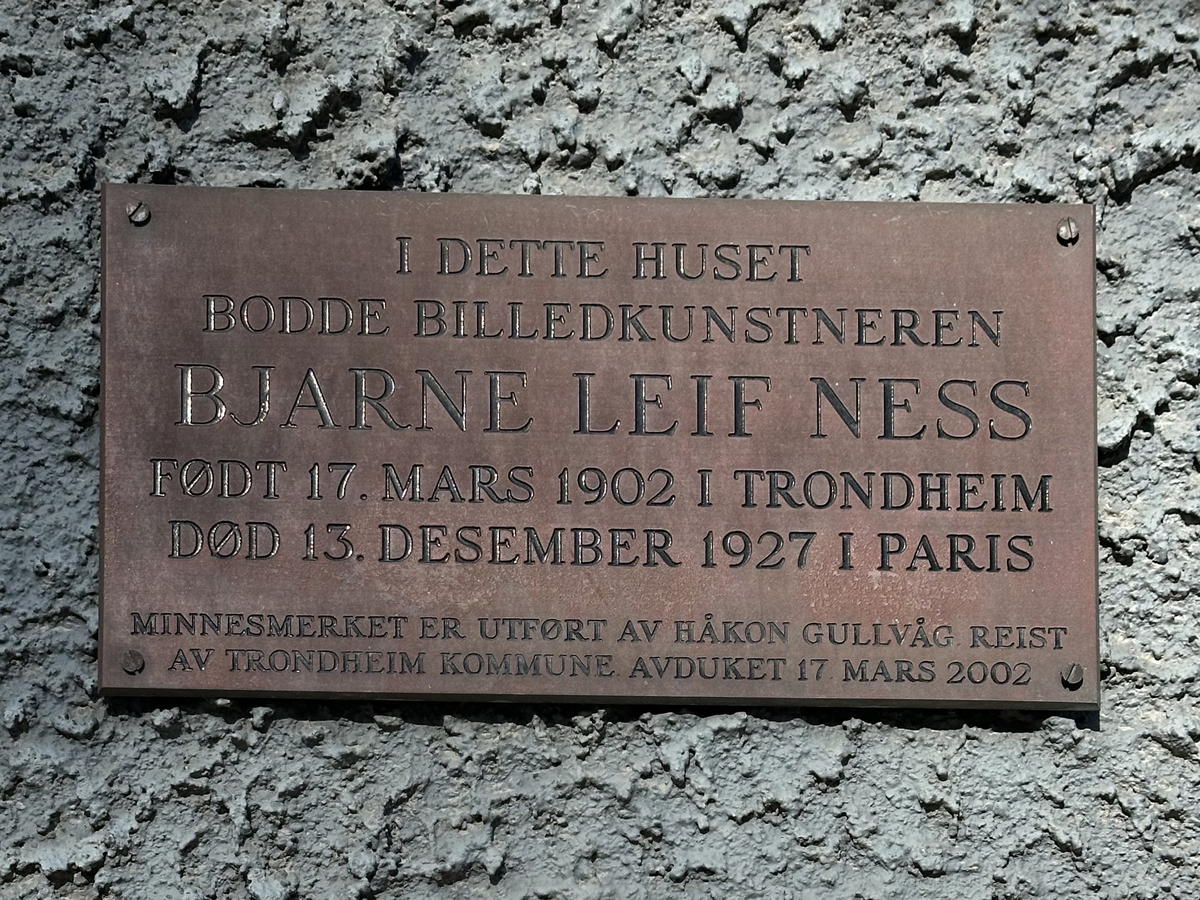 I DETTE HUSET
BODDE BILLEDKUNSTNEREN
BJARNE LEIF NESS
FØDT 17. MARS 1902 I TRONDHEIM
DØD 13. DESEMBER 1927 I PARIS
MINNESMERKET ER UTFØRT AV HÅKON GULLVÅG. REIST
AV TRONDHEIM KOMMUNE. AVDUKET 17. MARS 2002